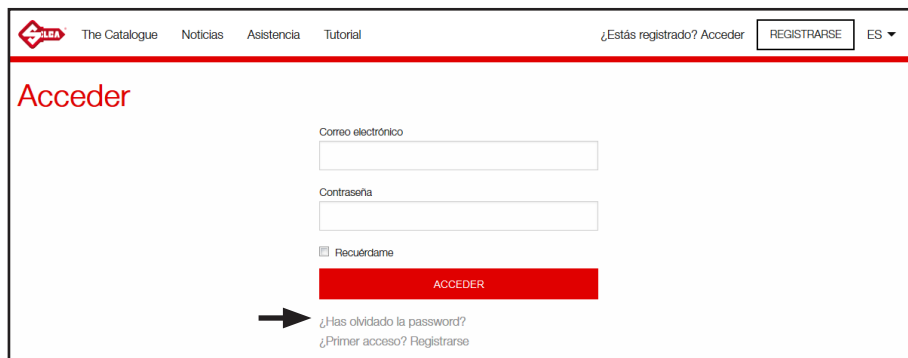 SILCA The Catalogue Noticias Asistencia Tutorial ¿Estás registrado? Acceder REGISTRARSE ES
Acceder
Correo electrónico
Contraseña
Recuérdame
ACCEDER
¿Has olvidado la password?
¿Primer acceso? Registrarse